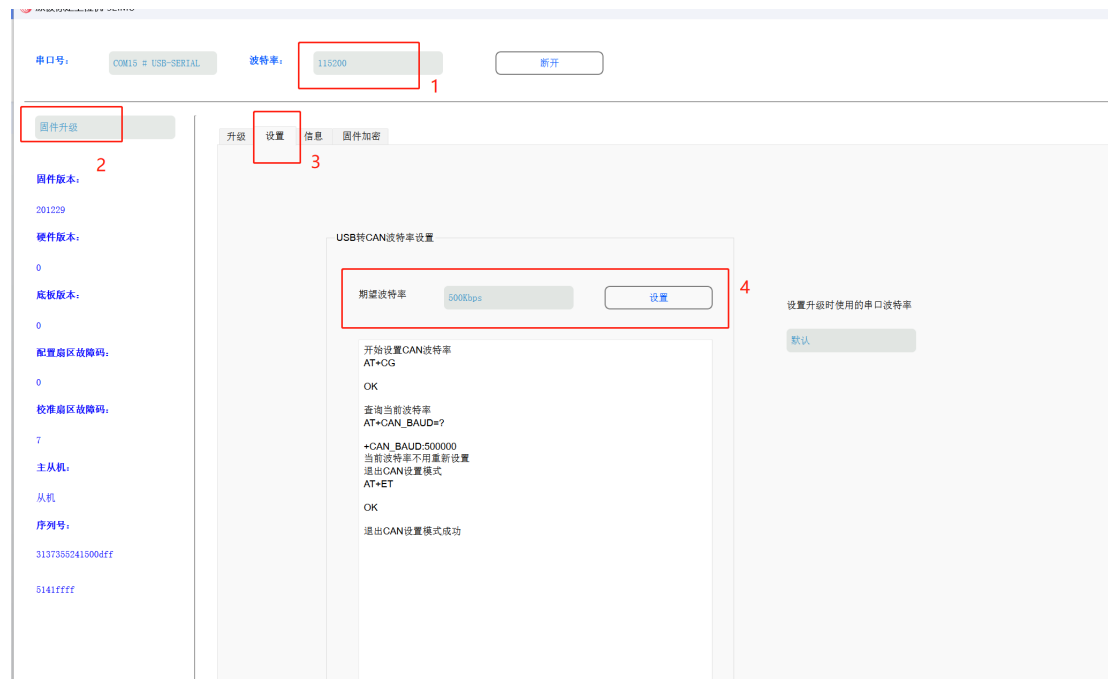 串口号：
COM15 # USB-SERIAL
波特率：
115200
断开
1
固件升级
2
升级
设置
信息
固件加密
3
固件版本：
201229
硬件版本：
0
底板版本：
0
配置扇区故障码：
0
校准扇区故障码：
7
主从机：
从机
序列号：
3137355241500dff
5141ffff
USB转CAN波特率设置
期望波特率
500Kbps
设置
4
开始设置CAN波特率
AT+CG
OK
查询当前波特率
AT+CAN_BAUD=?
+CAN_BAUD:500000
当前波特率不用重新设置
退出CAN设置模式
AT+ET
OK
退出CAN设置模式成功
设置升级时使用的串口波特率
默认